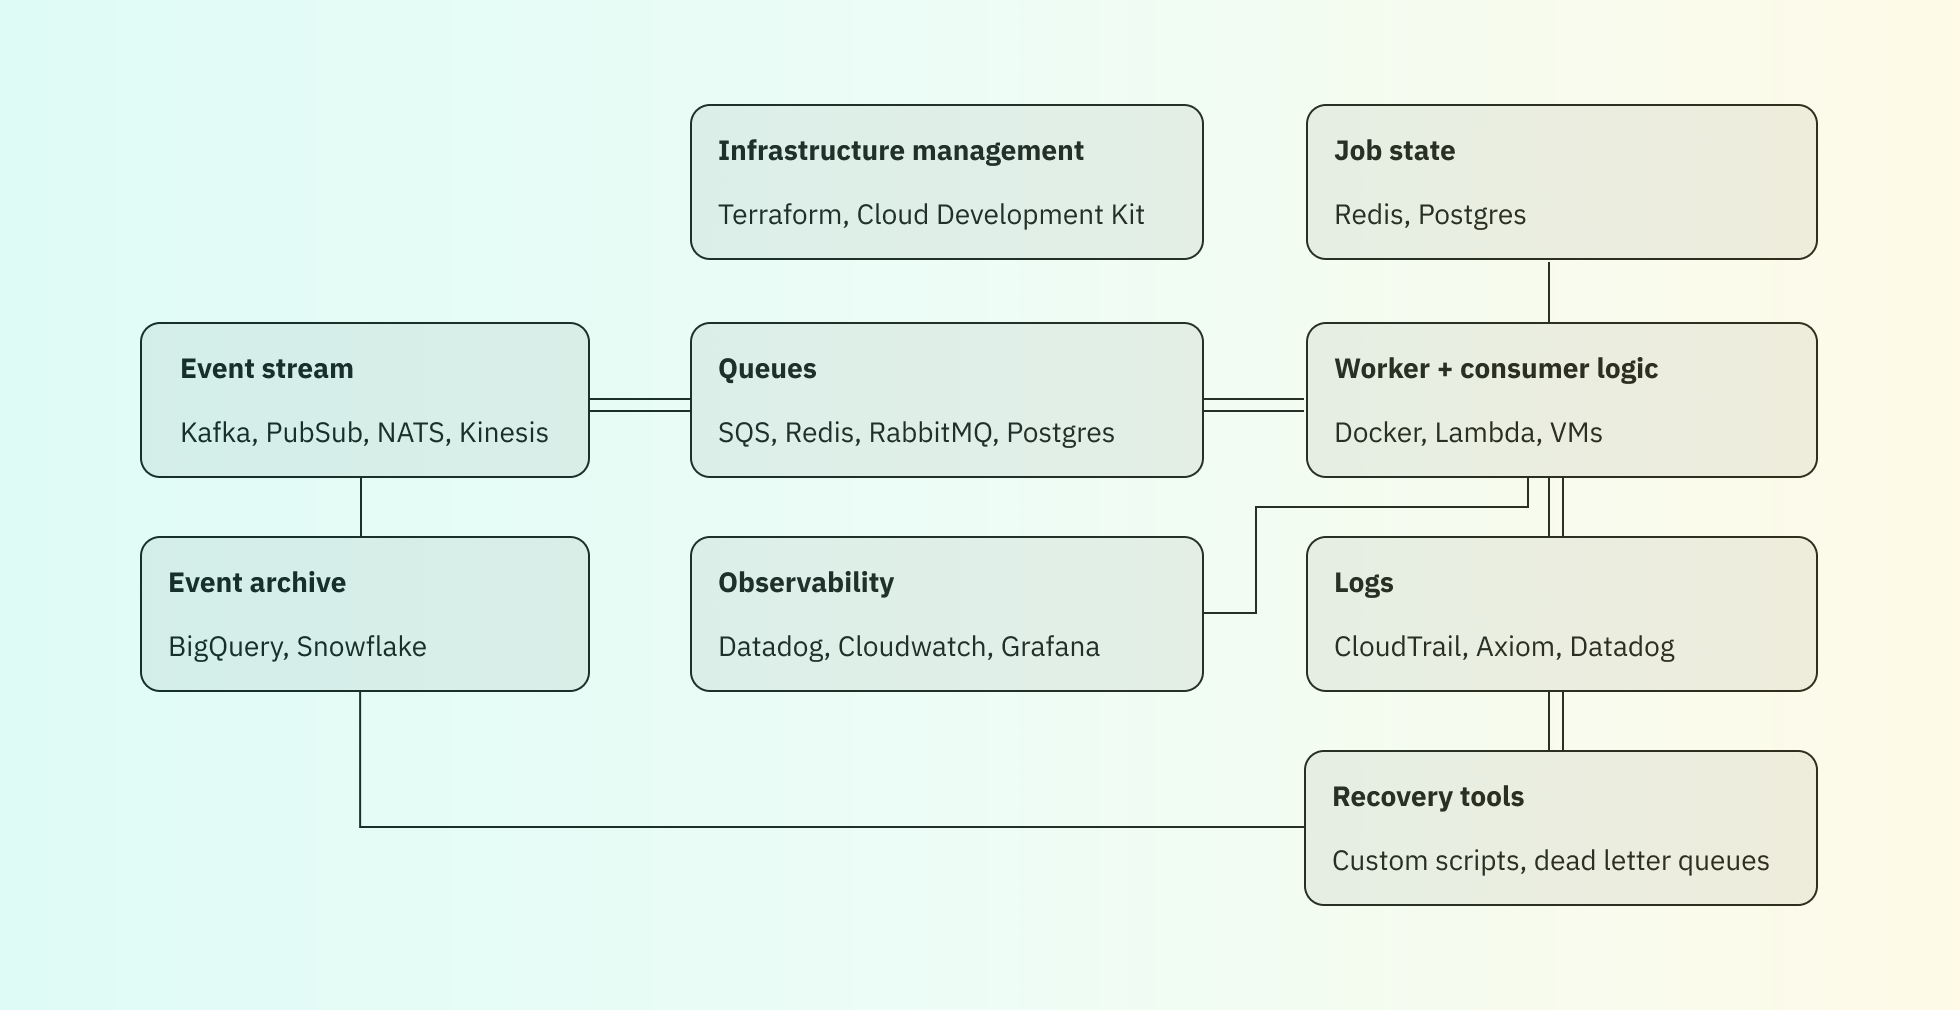 Infrastructure management
Terraform, Cloud Development Kit
Job state
Redis, Postgres
Event stream
Kafka, PubSub, NATS, Kinesis
Queues
SQS, Redis, RabbitMQ, Postgres
Worker + consumer logic
Docker, Lambda, VMs
Event archive
BigQuery, Snowflake
Observability
Datadog, Cloudwatch, Grafana
Logs
CloudTrail, Axiom, Datadog
Recovery tools
Custom scripts, dead letter queues